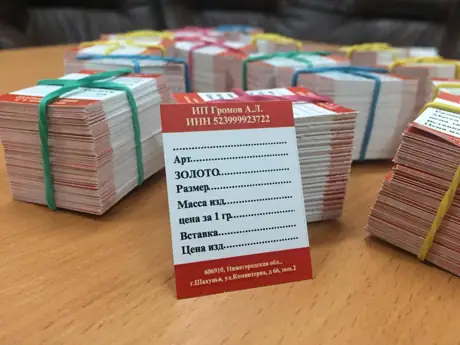 ИП Громов А.Л.
ИНН 523999923722
................................
Арт..............................
ЗОЛОТО....................
Размер.......................
Масса изд...................
цена за 1 гр.................
Вставка.......................
Цена изд......................
606910, Нижегородская обл.,
г.Шахунья, ул.Коминтерна, д 66, пом.2